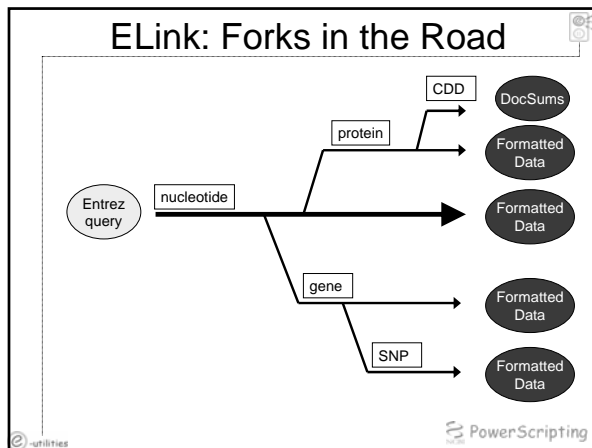 ELink: Forks in the Road
CDD
DocSums
protein
Formatted
Data
Entrez
query
nucleotide
Formatted
Data
gene
Formatted
Data
SNP
Formatted
Data
e -utilities
NCBI PowerScripting